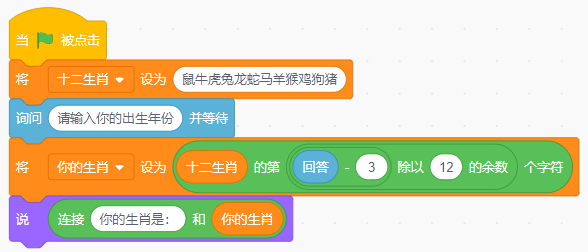 当 被点击
将 十二生肖 设为 鼠牛虎兔龙蛇马羊猴鸡狗猪
询问 请输入你的出生年份 并等待
将 你的生肖 设为 十二生肖 的第 回答 - 3 除以 12 的余数 个字符
说 连接 你的生肖是： 和 你的生肖